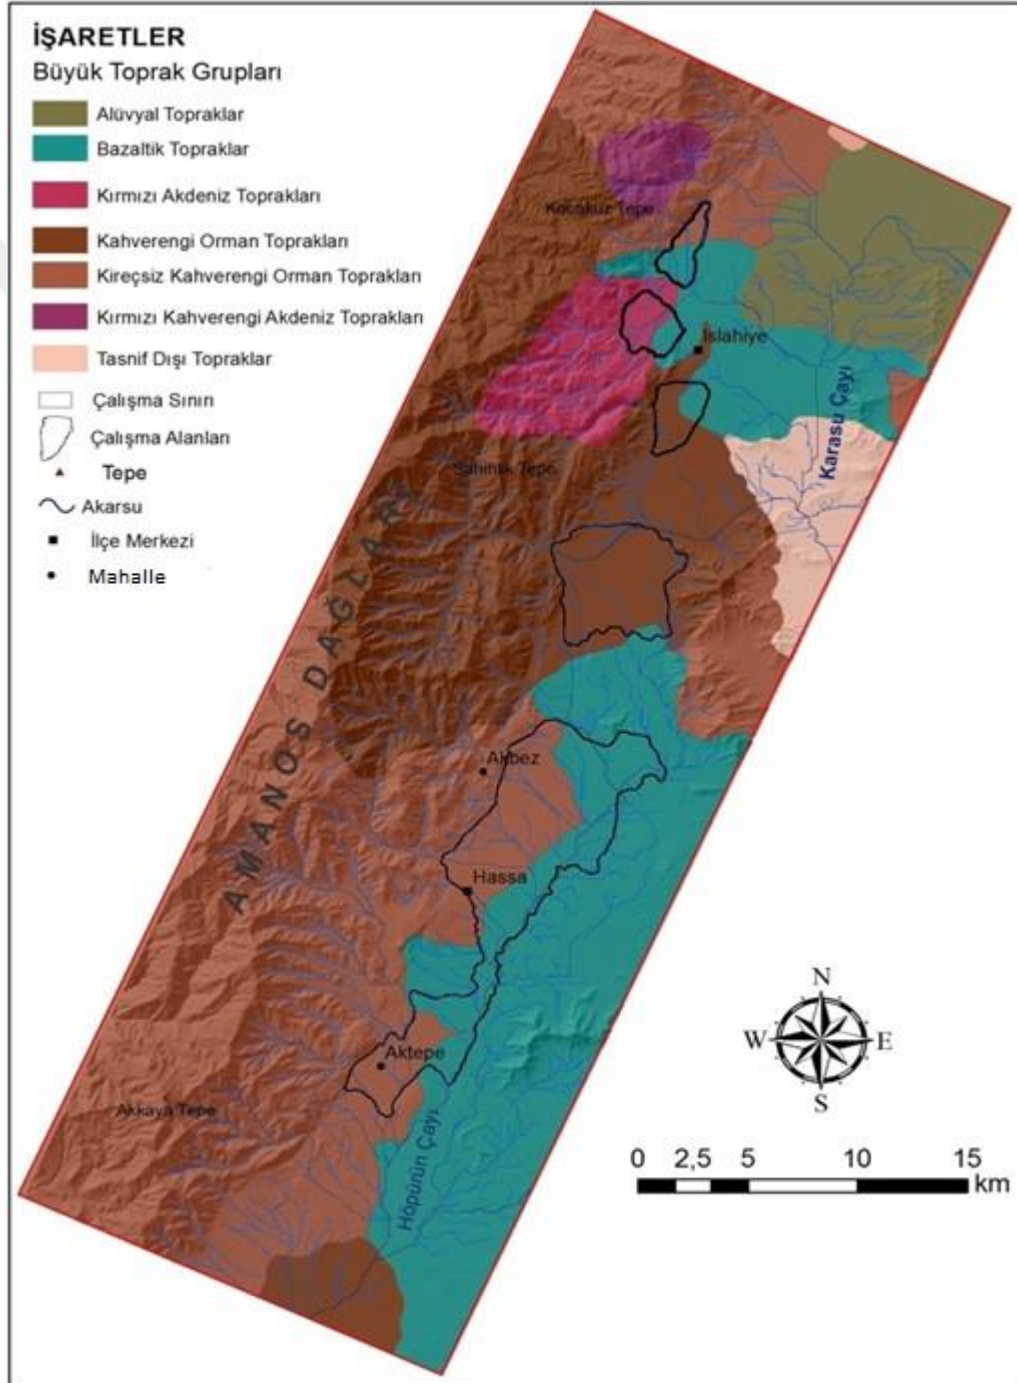 İŞARETLER
Büyük Toprak Grupları
Alüvyal Topraklar
Bazaltik Topraklar
Kırmızı Akdeniz Toprakları
Kahverengi Orman Toprakları
Kireçsiz Kahverengi Orman Toprakları
Kırmızı Kahverengi Akdeniz Toprakları
Tasnif Dışı Topraklar
Çalışma Sınırı
Çalışma Alanları
Tepe
Akarsu
İlçe Merkezi
Mahalle
Tepe
İslahiye
Karasu Çayı
Tepe
AMANOS DAĞLARI
Akbez
Hassa
Aktepe
Akkaya Tepe
Höpürün Çayı
N
W E
S
0 2,5 5 10 15
km